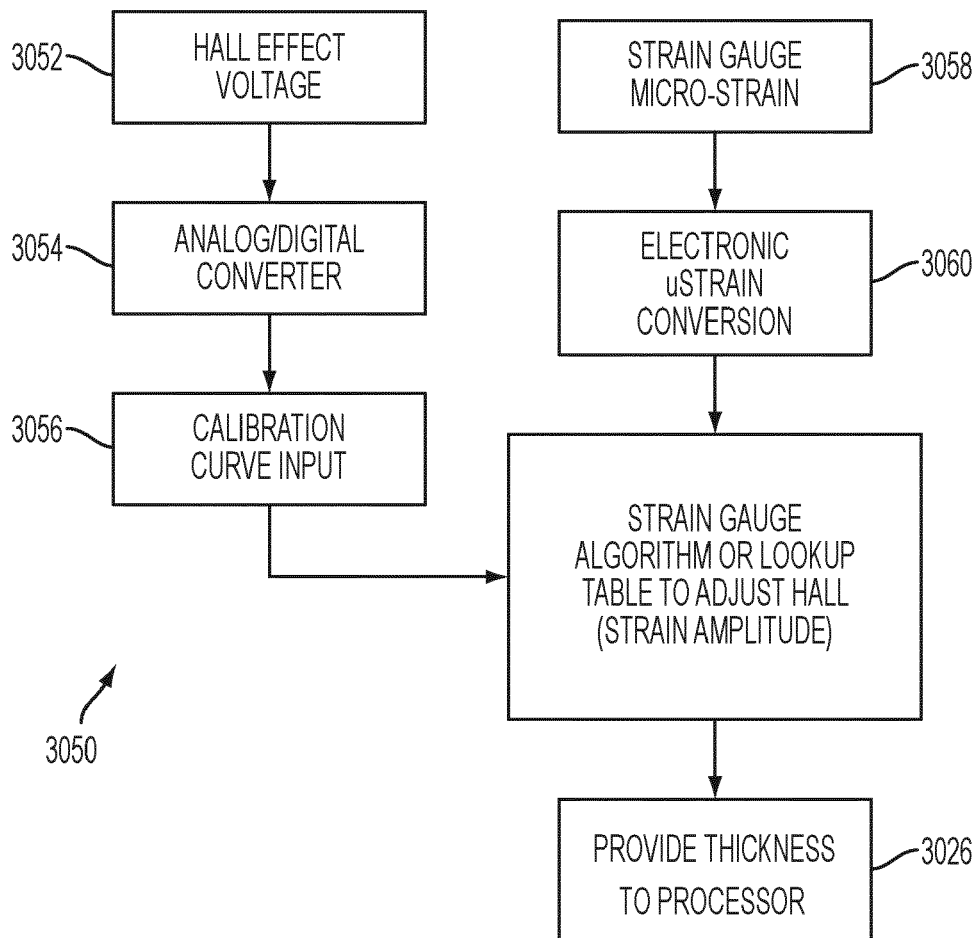 3052
HALL EFFECT
VOLTAGE
3054
ANALOG/DIGITAL
CONVERTER
3056
CALIBRATION
CURVE INPUT
STRAIN GAUGE
MICRO-STRAIN
3058
ELECTRONIC
uSTRAIN
CONVERSION
3060
STRAIN GAUGE
ALGORITHM OR LOOKUP
TABLE TO ADJUST HALL
(STRAIN AMPLITUDE)
3050
PROVIDE THICKNESS
TO PROCESSOR
3026